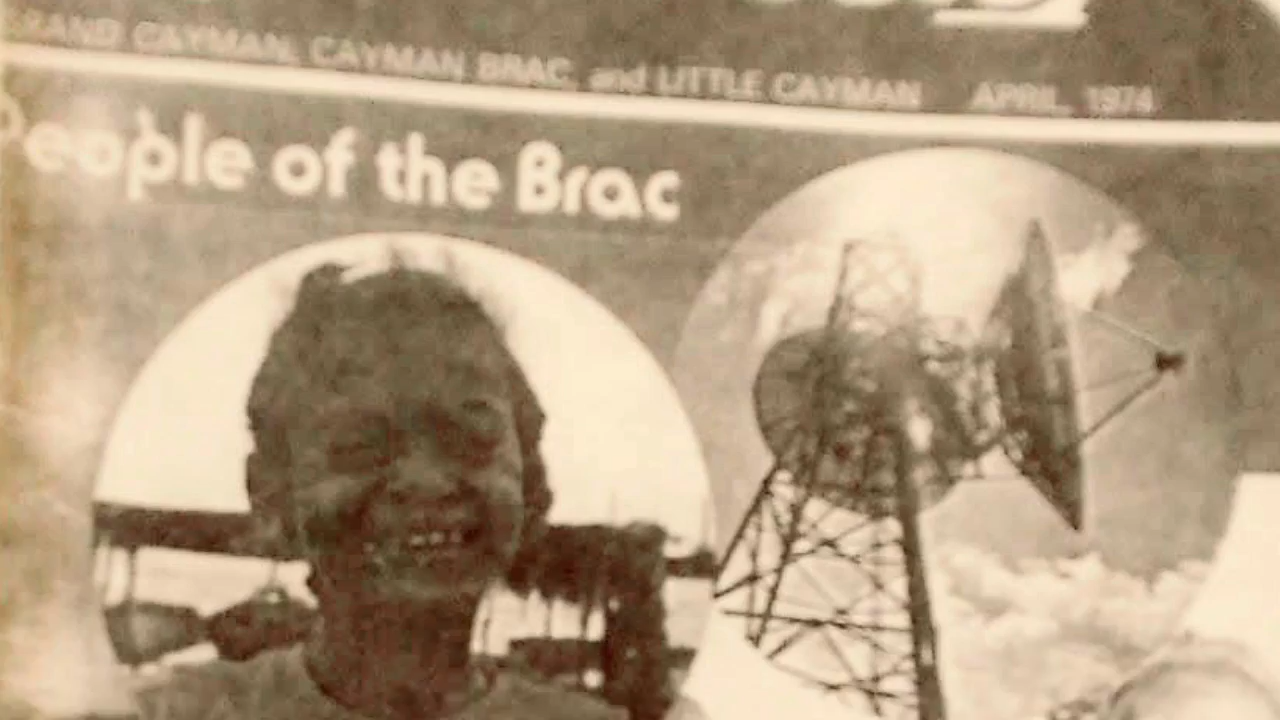 GRAND CAYMAN, CAYMAN BRAC, and LITTLE CAYMAN APRIL, 1974
People of the Brac